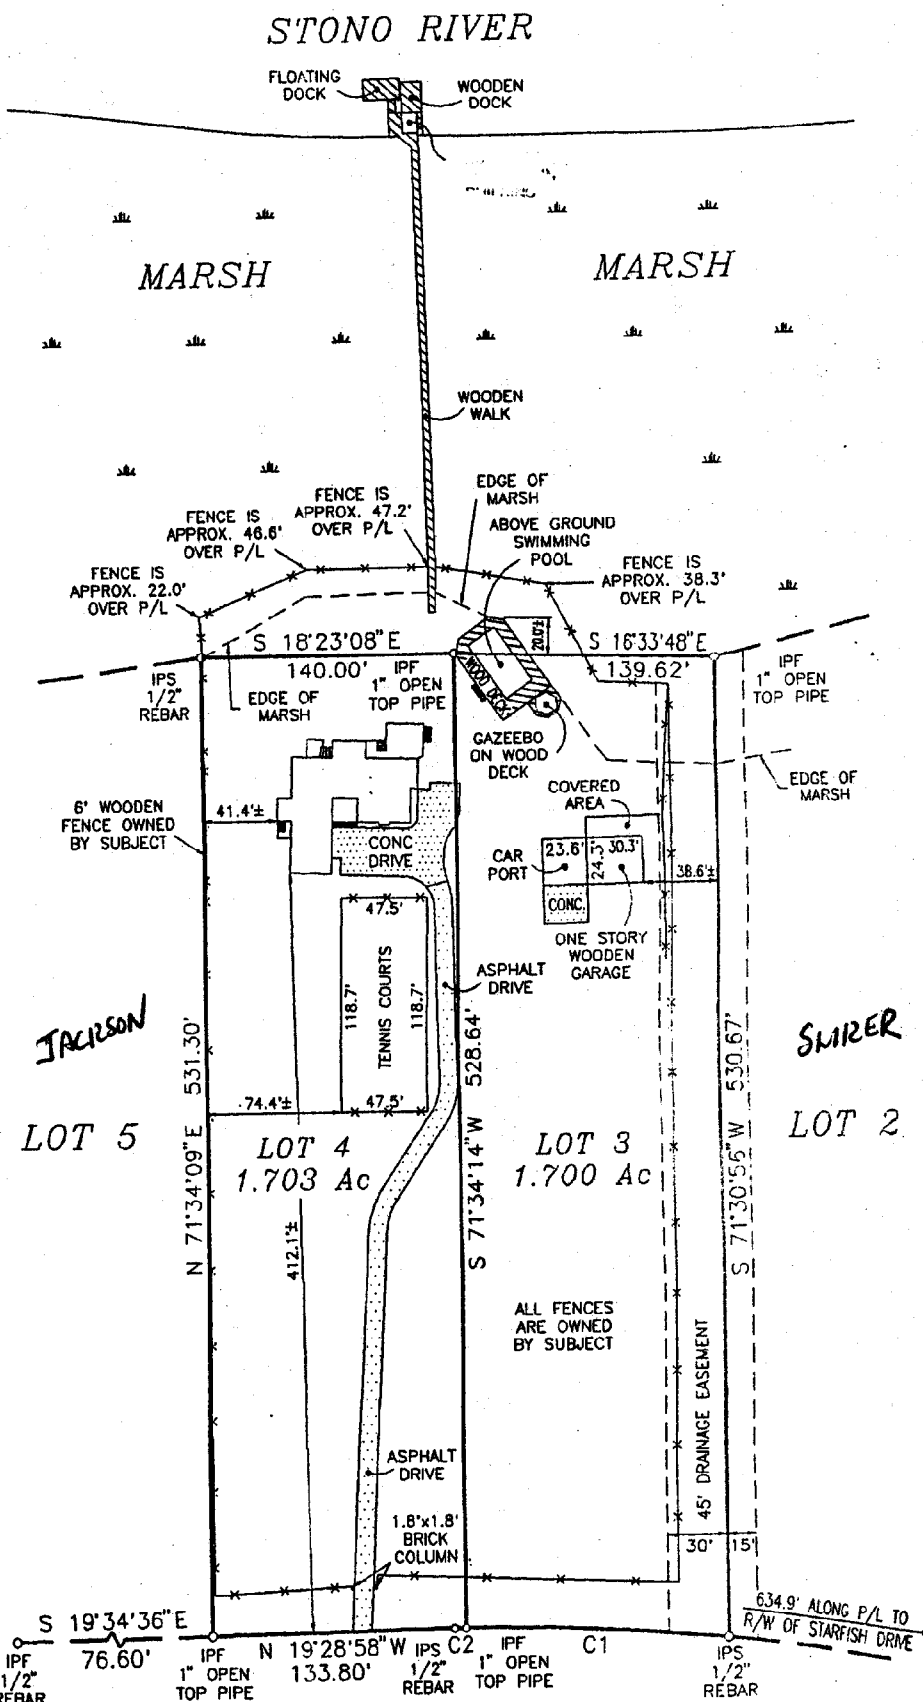 STONO RIVER
FLOATING
DOCK
WOODEN
DOCK
MARSH
MARSH
WOODEN
WALK
EDGE OF
MARSH
FENCE IS
APPROX. 47.2'
OVER P/L
FENCE IS
APPROX. 46.6'
OVER P/L
ABOVE GROUND
SWIMMING
POOL
FENCE IS
APPROX. 22.0'
OVER P/L
FENCE IS
APPROX. 38.3'
OVER P/L
20.0'±
S 18°23'08" E
140.00'
S 16°33'48" E
139.62'
IPS
1/2"
REBAR
EDGE OF
MARSH
IPF
1" OPEN
TOP PIPE
WOOD DECK
IPF
1" OPEN
TOP PIPE
GAZEEBO
ON WOOD
DECK
EDGE OF
MARSH
6' WOODEN
FENCE OWNED
BY SUBJECT
41.4'±
CONC
DRIVE
COVERED
AREA
CAR
PORT
23.6'
24.3'
30.3'
38.6'±
CONC.
ONE STORY
WOODEN
GARAGE
47.5'
118.7'
TENNIS COURTS
118.7'
47.5'
ASPHALT
DRIVE
74.4'±
JACKSON
SMIZER
LOT 5
LOT 4
1.703 Ac
LOT 3
1.700 Ac
LOT 2
N 71°34'09" E 531.30'
S 71°34'14" W 528.64'
S 71°30'56" W 530.67'
412.1'±
ALL FENCES
ARE OWNED
BY SUBJECT
45' DRAINAGE EASEMENT
ASPHALT
DRIVE
1.8'x1.8'
BRICK
COLUMN
30'
15'
634.9' ALONG P/L TO
R/W OF STARFISH DRIVE
S 19°34'36" E
76.60'
IPF
1/2"
REBAR
IPF
1" OPEN
TOP PIPE
N 19°28'58" W
133.80'
IPS
1/2"
REBAR
C2
IPF
1" OPEN
TOP PIPE
C1
IPS
1/2"
REBAR